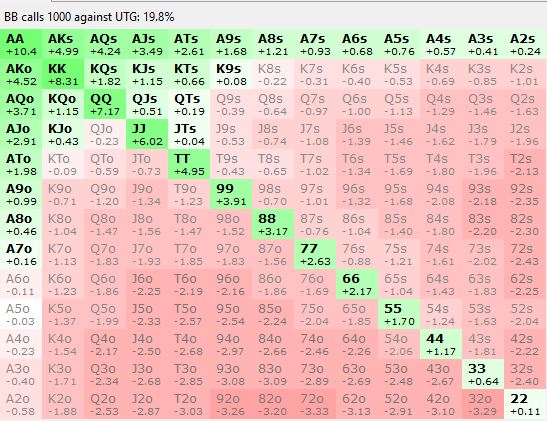 BB calls 1000 against UTG: 19.8%
AA AKs AQs AJs ATs A9s A8s A7s A6s A5s A4s A3s A2s
+10.4 +4.99 +4.24 +3.49 +2.61 +1.68 +1.21 +0.93 +0.68 +0.76 +0.57 +0.41 +0.24
AKo KK KQs KJs KTs K9s K8s K7s K6s K5s K4s K3s K2s
+4.52 +8.31 +1.82 +1.15 +0.66 +0.08 -0.22 -0.31 -0.40 -0.53 -0.69 -0.85 -1.01
AQo KQo QQ QJs QTs Q9s Q8s Q7s Q6s Q5s Q4s Q3s Q2s
+3.71 +1.15 +7.17 +0.51 +0.19 -0.39 -0.64 -0.97 -1.00 -1.13 -1.29 -1.46 -1.63
AJo KJo QJo JJ JTs J9s J8s J7s J6s J5s J4s J3s J2s
+2.91 +0.43 -0.23 +6.02 +0.04 -0.53 -0.74 -1.08 -1.39 -1.46 -1.62 -1.79 -1.96
ATo KTo QTo JTo TT T9s T8s T7s T6s T5s T4s T3s T2s
+1.98 -0.09 -0.59 -0.73 +4.95 -0.43 -0.65 -1.02 -1.34 -1.68 -1.80 -1.96 -2.13
A9o K9o Q9o J9o T9o 99 98s 97s 96s 95s 94s 93s 92s
+0.99 -0.71 -1.20 -1.34 -1.23 +3.91 -0.70 -1.01 -1.32 -1.68 -2.08 -2.18 -2.35
A8o K8o Q8o J8o T8o 98o 88 87s 86s 85s 84s 83s 82s
+0.46 -1.04 -1.47 -1.56 -1.47 -1.52 +3.17 -0.76 -1.04 -1.40 -1.80 -2.20 -2.30
A7o K7o Q7o J7o T7o 97o 87o 77 76s 75s 74s 73s 72s
+0.16 -1.13 -1.83 -1.93 -1.85 -1.83 -1.56 +2.63 -0.88 -1.21 -1.61 -2.02 -2.43
A6o K6o Q6o J6o T6o 96o 86o 76o 66 65s 64s 63s 62s
-0.11 -1.23 -1.86 -2.25 -2.19 -2.16 -1.86 -1.69 +2.17 -1.04 -1.43 -1.83 -2.25
A5o K5o Q5o J5o T5o 95o 85o 75o 65o 55 54s 53s 52s
-0.03 -1.37 -1.99 -2.33 -2.57 -2.54 -2.24 -2.04 -1.85 +1.70 -1.24 -1.63 -2.04
A4o K4o Q4o J4o T4o 94o 84o 74o 64o 54o 44 43s 42s
-0.23 -1.54 -2.17 -2.50 -2.68 -2.97 -2.66 -2.46 -2.26 -2.06 +1.17 -1.81 -2.22
A3o K3o Q3o J3o T3o 93o 83o 73o 63o 53o 43o 33 32s
-0.40 -1.71 -2.34 -2.68 -2.85 -3.08 -3.09 -2.89 -2.69 -2.48 -2.67 +0.64 -2.40
A2o K2o Q2o J2o T2o 92o 82o 72o 62o 52o 42o 32o 22
-0.58 -1.88 -2.53 -2.87 -3.03 -3.26 -3.20 -3.33 -3.13 -2.91 -3.10 -3.29 +0.11